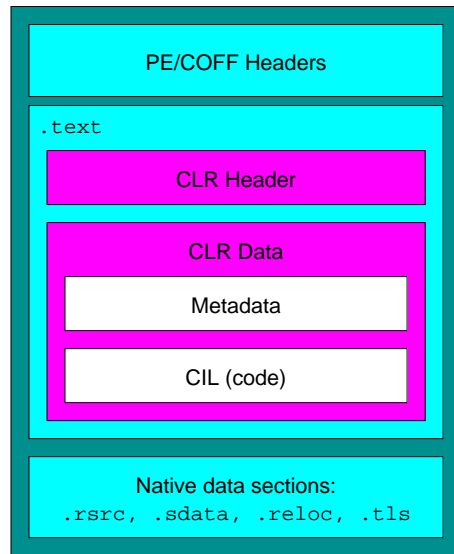 PE/COFF Headers
.text
CLR Header
CLR Data
Metadata
CIL (code)
Native data sections:
.rsrc, .sdata, .reloc, .tls